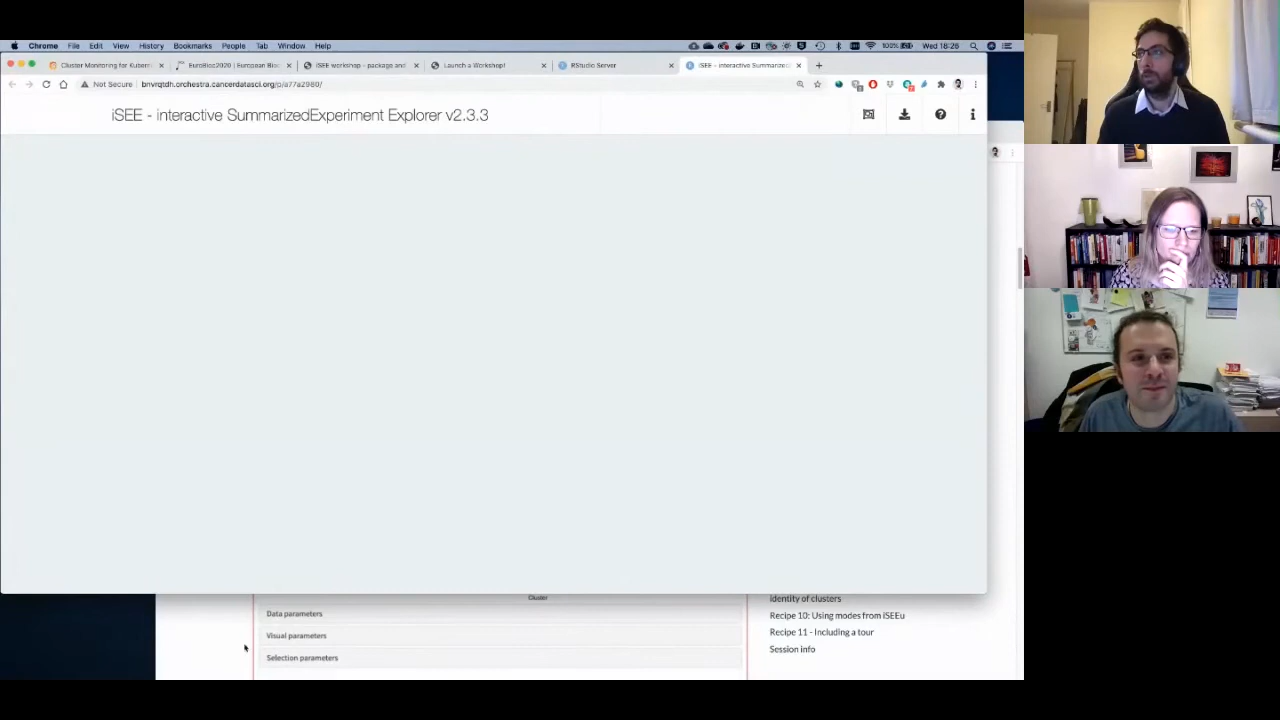 Chrome File Edit View History Bookmarks People Tab Window Help 100% Wed 18:26
Cluster Monitoring for Kubern EuroBioc2020 | European Bioc iSEE workshop - package and Launch a Workshop! RStudio Server iSEE - interactive Summarized
Not Secure | bnvrqtdh.orchestra.cancerdatasci.org/p/a77a2980/
iSEE - interactive SummarizedExperiment Explorer v2.3.3
Cluster
Data parameters
Visual parameters
Selection parameters
identity of clusters
Recipe 10: Using modes from iSEEu
Recipe 11 - Including a tour
Session info